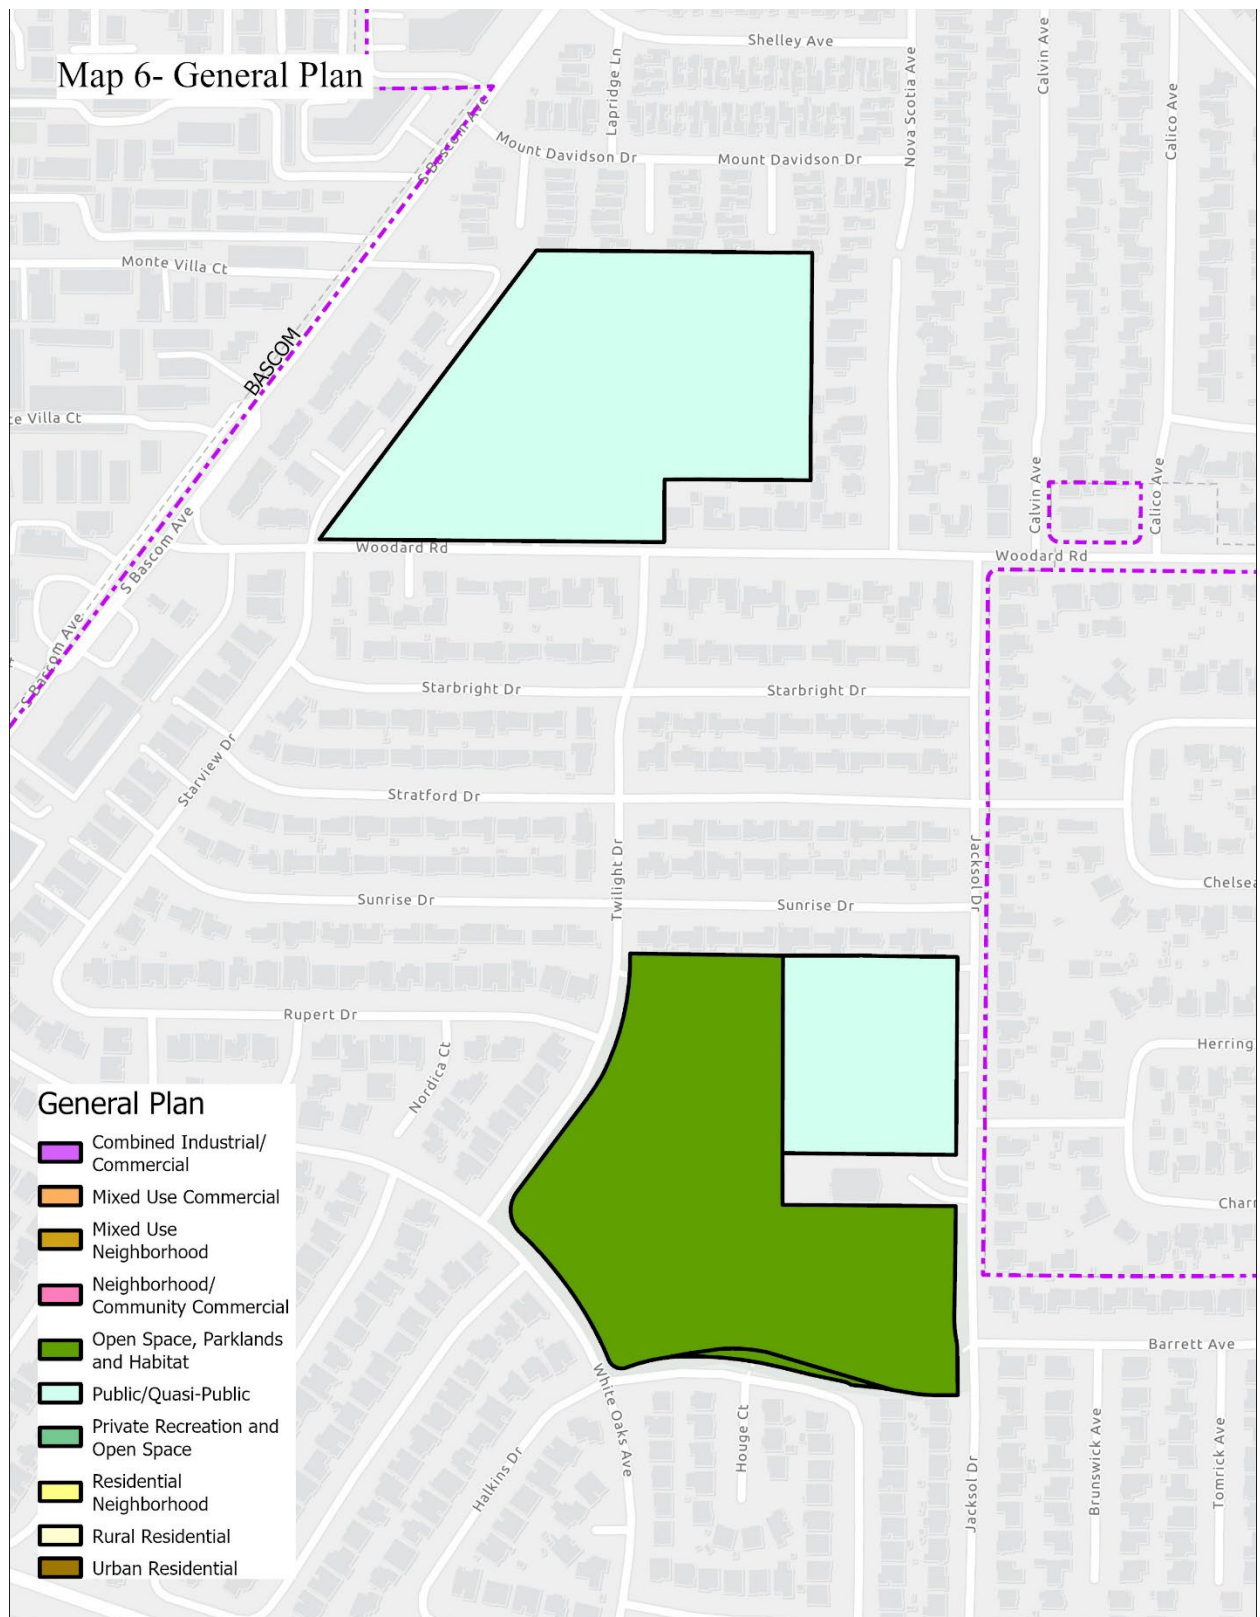 Shelley Ave
Map 6- General Plan
Lapridge Ln
Nova Scotia Ave
Calvin Ave
Calico Ave
S Bascom Ave
Mount Davidson Dr
Mount Davidson Dr
Monte Villa Ct
BASCOM
ce Villa Ct
Calvin Ave
Calico Ave
S Bascom Ave
Woodard Rd
Woodard Rd
S Bascom Ave
Starbright Dr
Starbright Dr
Starview Dr
Stratford Dr
Twilight Dr
Jacksol Dr
Chelsea
Sunrise Dr
Sunrise Dr
Rupert Dr
Nordica Ct
Herring
General Plan
Combined Industrial/
Commercial
Mixed Use Commercial
Mixed Use
Neighborhood
Neighborhood/
Community Commercial
Open Space, Parklands
and Habitat
Public/Quasi-Public
Private Recreation and
Open Space
Residential
Neighborhood
Rural Residential
Urban Residential
Charr
Barrett Ave
White Oaks Ave
Halkins Dr
Houge Ct
Jacksol Dr
Brunswick Ave
Tomrick Ave